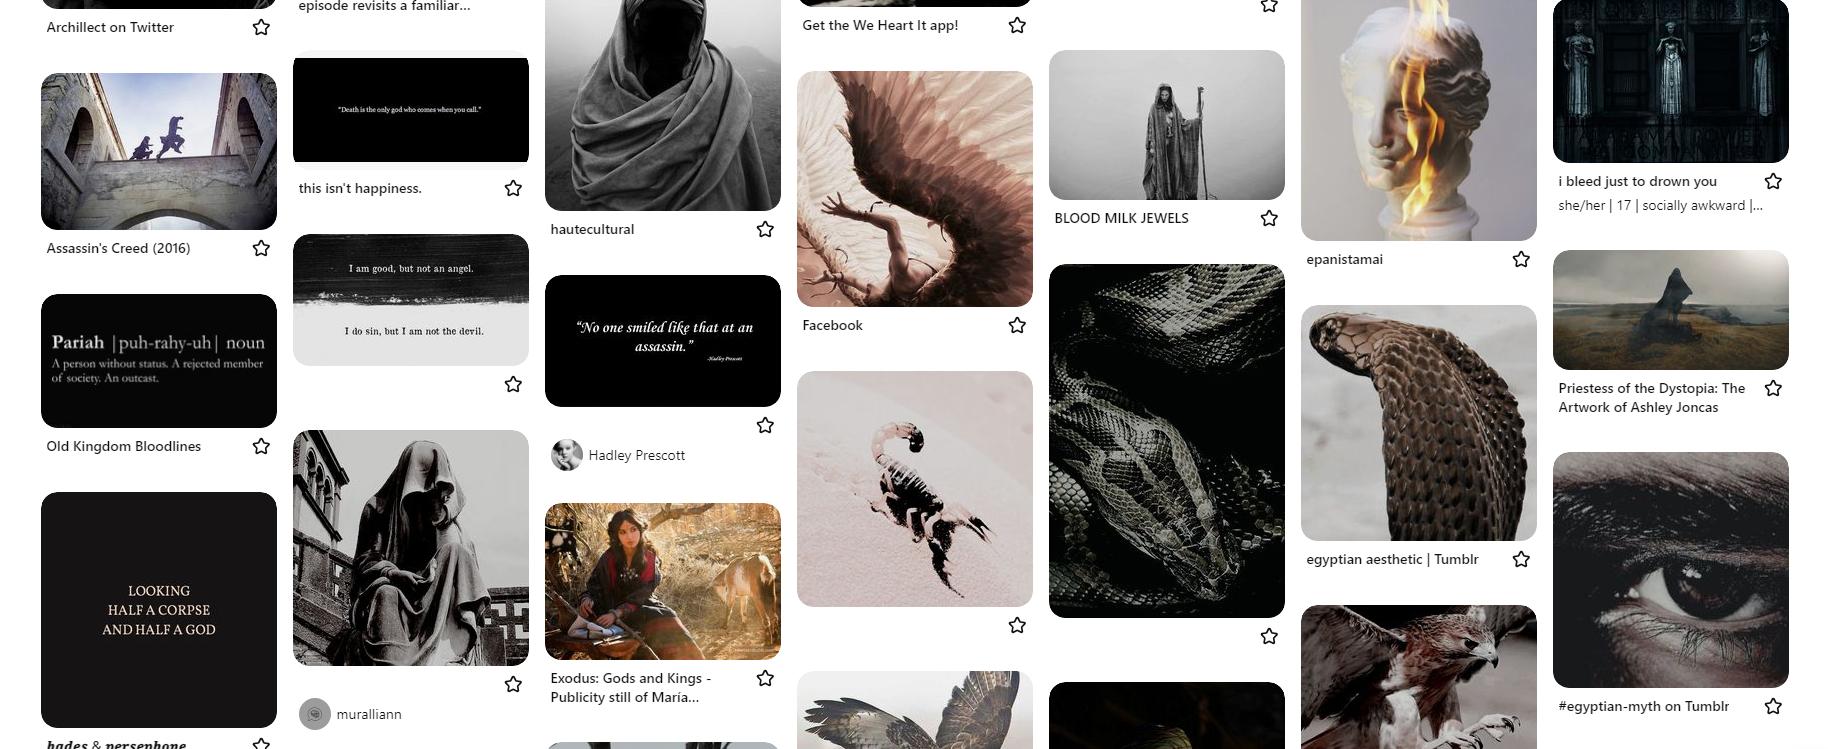 Archillect on Twitter
Assassin's Creed (2016)
Pariah |puh-rahy-uh| noun
A person without status. A rejected member
of society. An outcast.
Old Kingdom Bloodlines
LOOKING
HALF A CORPSE
AND HALF A GOD
hades & persephone
episode revisits a familiar...
"Death is the only god who comes when you call."
this isn't happiness.
I am good, but not an angel.
I do sin, but I am not the devil.
muralliann
hautecultural
“No one smiled like that at an
assassin.”
-Hadley Prescott
Hadley Prescott
Exodus: Gods and Kings -
Publicity still of María...
Get the We Heart It app!
Facebook
BLOOD MILK JEWELS
epanistamai
egyptian aesthetic | Tumblr
i bleed just to drown you
she/her | 17 | socially awkward |...
Priestess of the Dystopia: The
Artwork of Ashley Joncas
#egyptian-myth on Tumblr